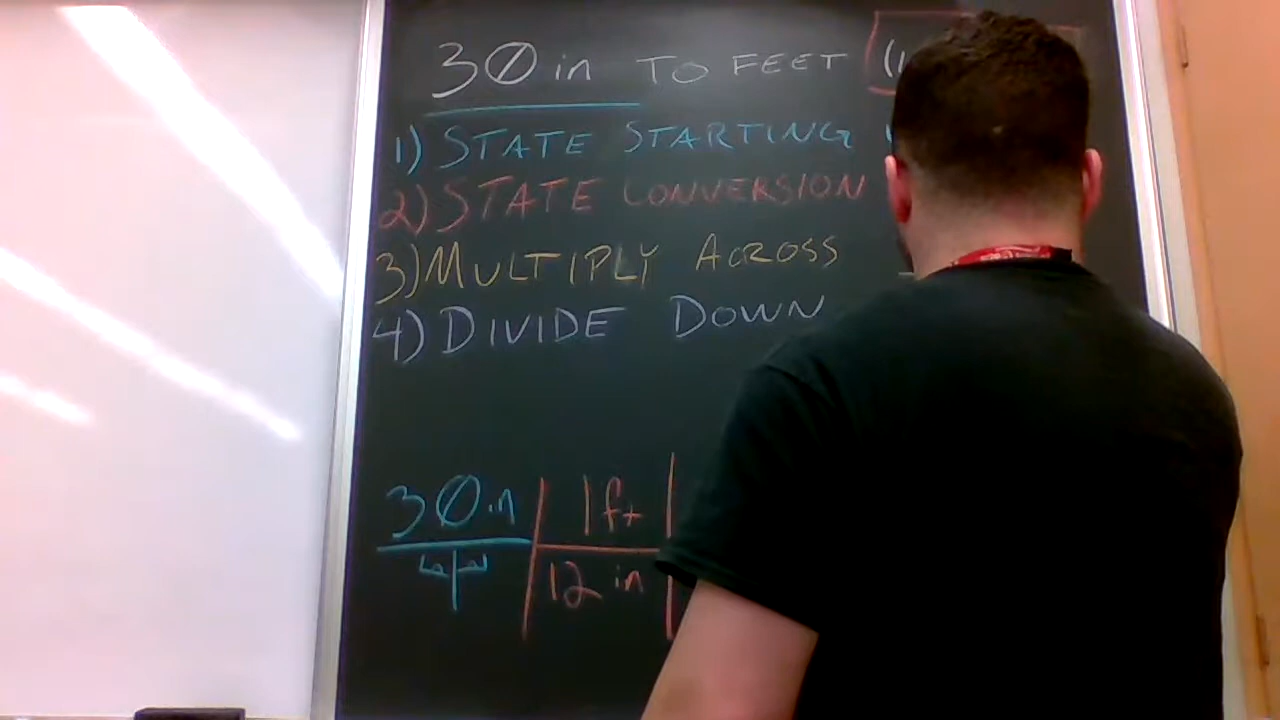 30 in TO FEET (1
1) STATE STARTING
2) STATE CONVERSION
3) MULTIPLY ACROSS
4) DIVIDE DOWN
30 in | 1 ft |
12 in